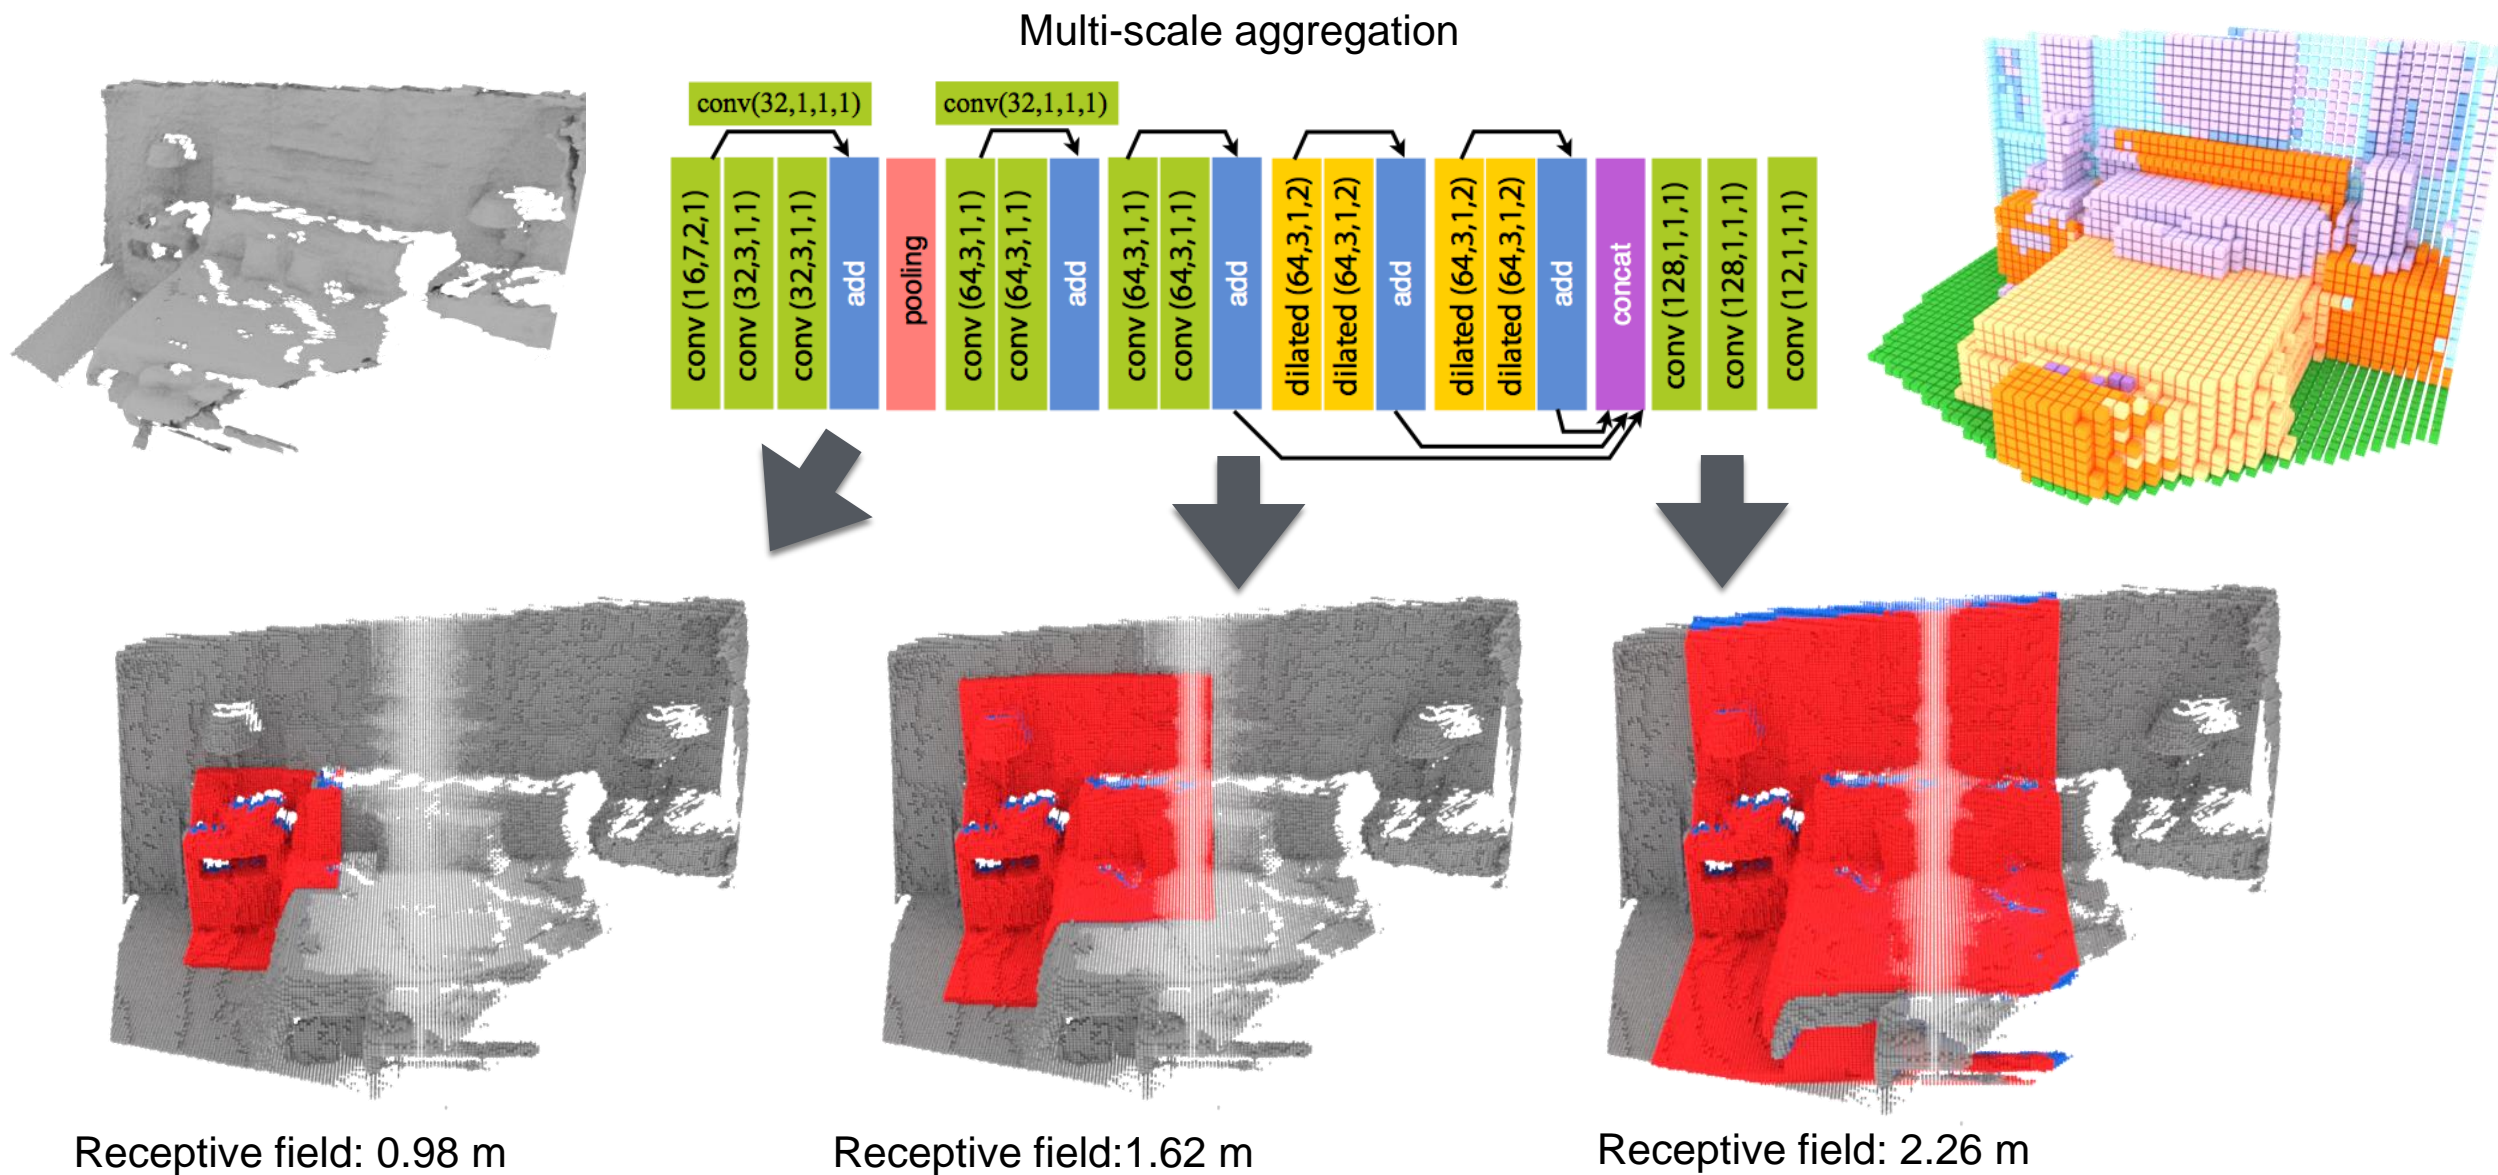 Multi-scale aggregation
conv(32,1,1,1)
conv(32,1,1,1)
conv (16,7,2,1)
conv (32,3,1,1)
conv (32,3,1,1)
add
pooling
conv (64,3,1,1)
conv (64,3,1,1)
add
conv (64,3,1,1)
conv (64,3,1,1)
add
dilated (64,3,1,2)
dilated (64,3,1,2)
add
dilated (64,3,1,2)
dilated (64,3,1,2)
add
concat
conv (128,1,1,1)
conv (128,1,1,1)
conv (12,1,1,1)
Receptive field: 0.98 m
Receptive field:1.62 m
Receptive field: 2.26 m